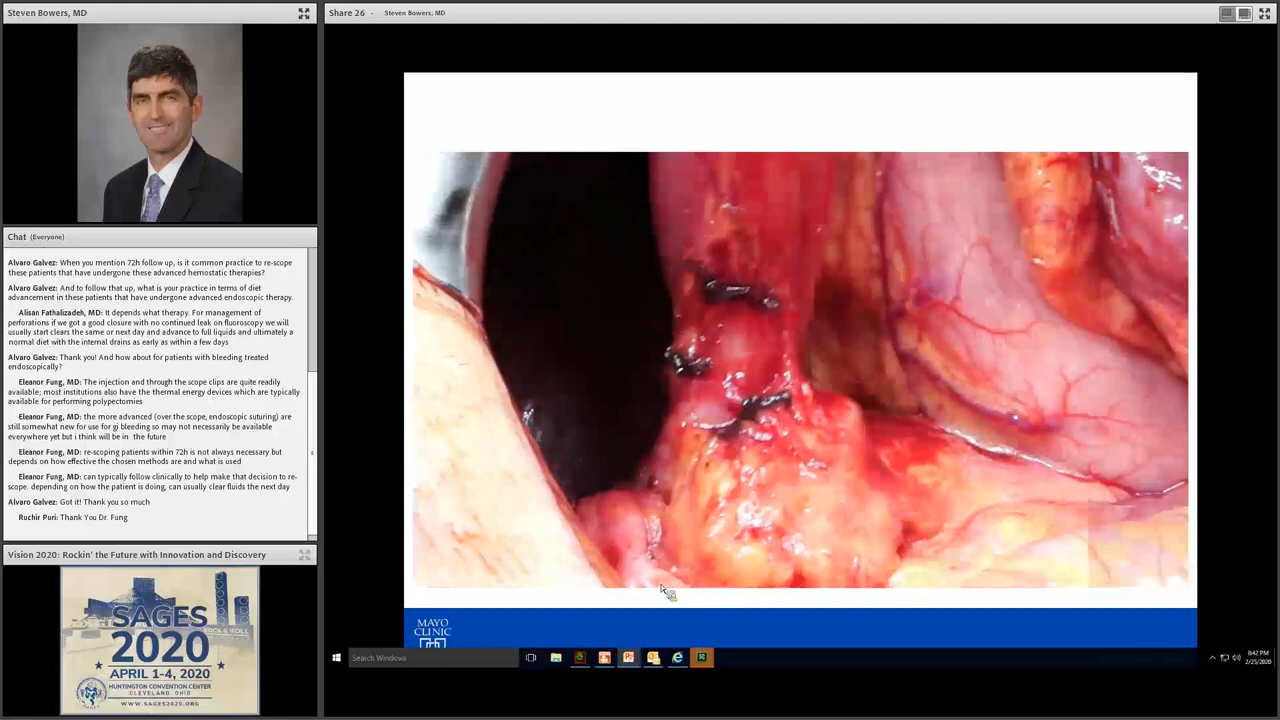 Steven Bowers, MD
Share 26 - Steven Bowers, MD
Chat (Everyone)
Alvaro Galvez: When you mention 72h follow up, is it common practice to re-scope
these patients that have undergone these advanced hemostatic therapies?
Alvaro Galvez: And to follow that up, what is your practice in terms of diet
advancement in these patients that have undergone advanced endoscopic therapy.
Alisan Fathalizadeh, MD: It depends what therapy. For management of
perforations if we got a good closure with no continued leak on fluoroscopy we will
usually start clears the same or next day and advance to full liquids and ultimately a
normal diet with the internal drains as early as within a few days
Alvaro Galvez: Thank you! And how about for patients with bleeding treated
endoscopically?
Eleanor Fung, MD: The injection and through the scope clips are quite readily
available; most institutions also have the thermal energy devices which are typically
available for performing polypectomies
Eleanor Fung, MD: the more advanced (over the scope, endoscopic suturing) are
still somewhat new for use for gi bleeding so may not necessarily be available
everywhere yet but i think will be in the future
Eleanor Fung, MD: re-scoping patients within 72h is not always necessary but
depends on how effective the chosen methods are and what is used
Eleanor Fung, MD: can typically follow clinically to help make that decision to re-
scope. depending on how the patient is doing, can usually clear fluids the next day
Alvaro Galvez: Got it! Thank you so much
Ruchir Puri: Thank You Dr. Fung
Vision 2020: Rockin' the Future with Innovation and Discovery
ROCK & ROLL
SAGES
2020
APRIL 1-4, 2020
HUNTINGTON CONVENTION CENTER
CLEVELAND, OHIO
WWW.SAGES2020.ORG
MAYO
CLINIC
Search Windows
8:42 PM
2/25/2020